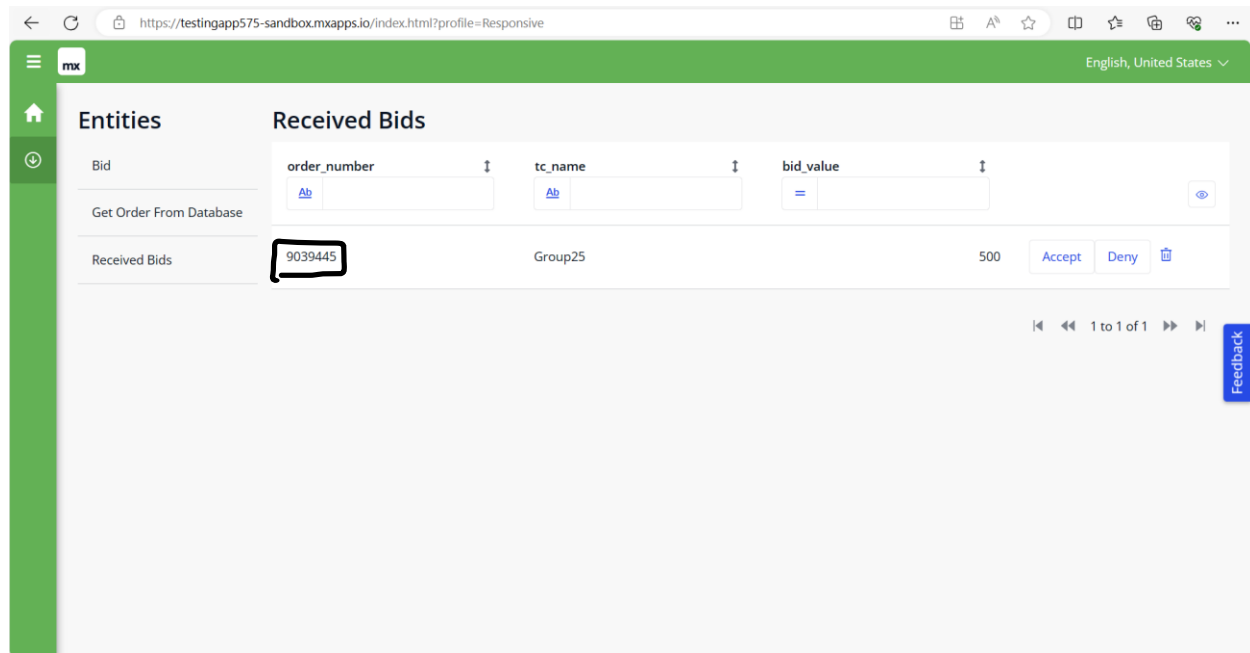 https://testingapp575-sandbox.mxapps.io/index.html?profile=Responsive
mx
English, United States
Entities
Bid
Get Order From Database
Received Bids
Received Bids
order_number
tc_name
bid_value
Ab
Ab
=
9039445
Group25
500
Accept
Deny
1 to 1 of 1
Feedback